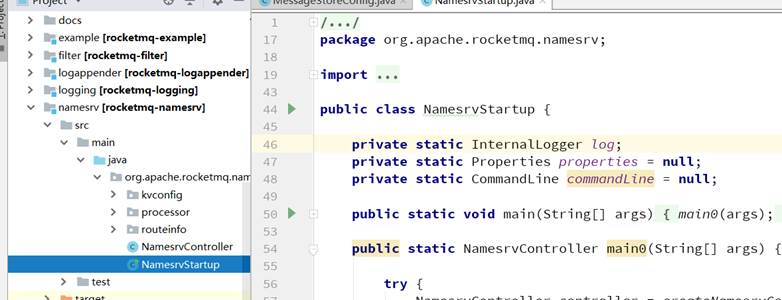 Project
MessageStoreConfig.java
NamesrvStartup.java
docs
example [rocketmq-example]
filter [rocketmq-filter]
logappender [rocketmq-logappender]
logging [rocketmq-logging]
namesrv [rocketmq-namesrv]
src
main
java
org.apache.rocketmq.nam
kvconfig
processor
routeinfo
NamesrvController
NamesrvStartup
test
target
1 /.../
17 package org.apache.rocketmq.namesrv;
18
19 import ...
43
44 public class NamesrvStartup {
45
46 private static InternalLogger log;
47 private static Properties properties = null;
48 private static CommandLine commandLine = null;
49
50 public static void main(String[] args) { main0(args);
53
54 public static NamesrvController main0(String[] args) {
55
56 try {
57 NamesrvController controller = createNamesrvCo